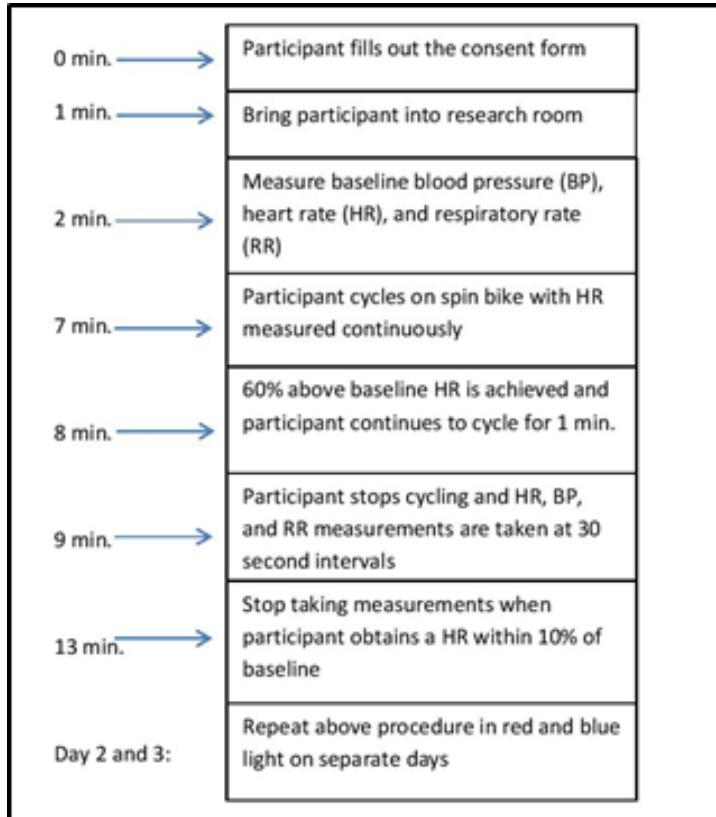 0 min.
Participant fills out the consent form
1 min.
Bring participant into research room
2 min.
Measure baseline blood pressure (BP),
heart rate (HR), and respiratory rate
(RR)
7 min.
Participant cycles on spin bike with HR
measured continuously
8 min.
60% above baseline HR is achieved and
participant continues to cycle for 1 min.
9 min.
Participant stops cycling and HR, BP,
and RR measurements are taken at 30
second intervals
13 min.
Stop taking measurements when
participant obtains a HR within 10% of
baseline
Day 2 and 3:
Repeat above procedure in red and blue
light on separate days